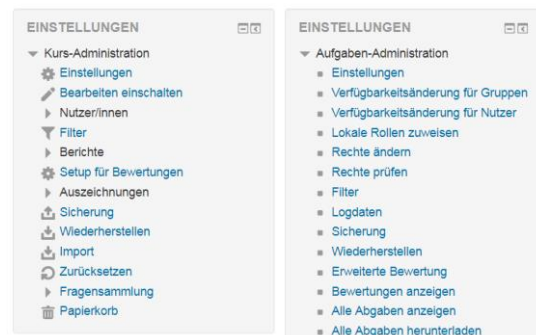 EINSTELLUNGEN
Kurs-Administration
Einstellungen
Bearbeiten einschalten
Nutzer/innen
Filter
Berichte
Setup für Bewertungen
Auszeichnungen
Sicherung
Wiederherstellen
Import
Zurücksetzen
Fragensammlung
Papierkorb
EINSTELLUNGEN
Aufgaben-Administration
Einstellungen
Verfügbarkeitsänderung für Gruppen
Verfügbarkeitsänderung für Nutzer
Lokale Rollen zuweisen
Rechte ändern
Rechte prüfen
Filter
Logdaten
Sicherung
Wiederherstellen
Erweiterte Bewertung
Bewertungen anzeigen
Alle Abgaben anzeigen
Alle Abgaben herunterladen